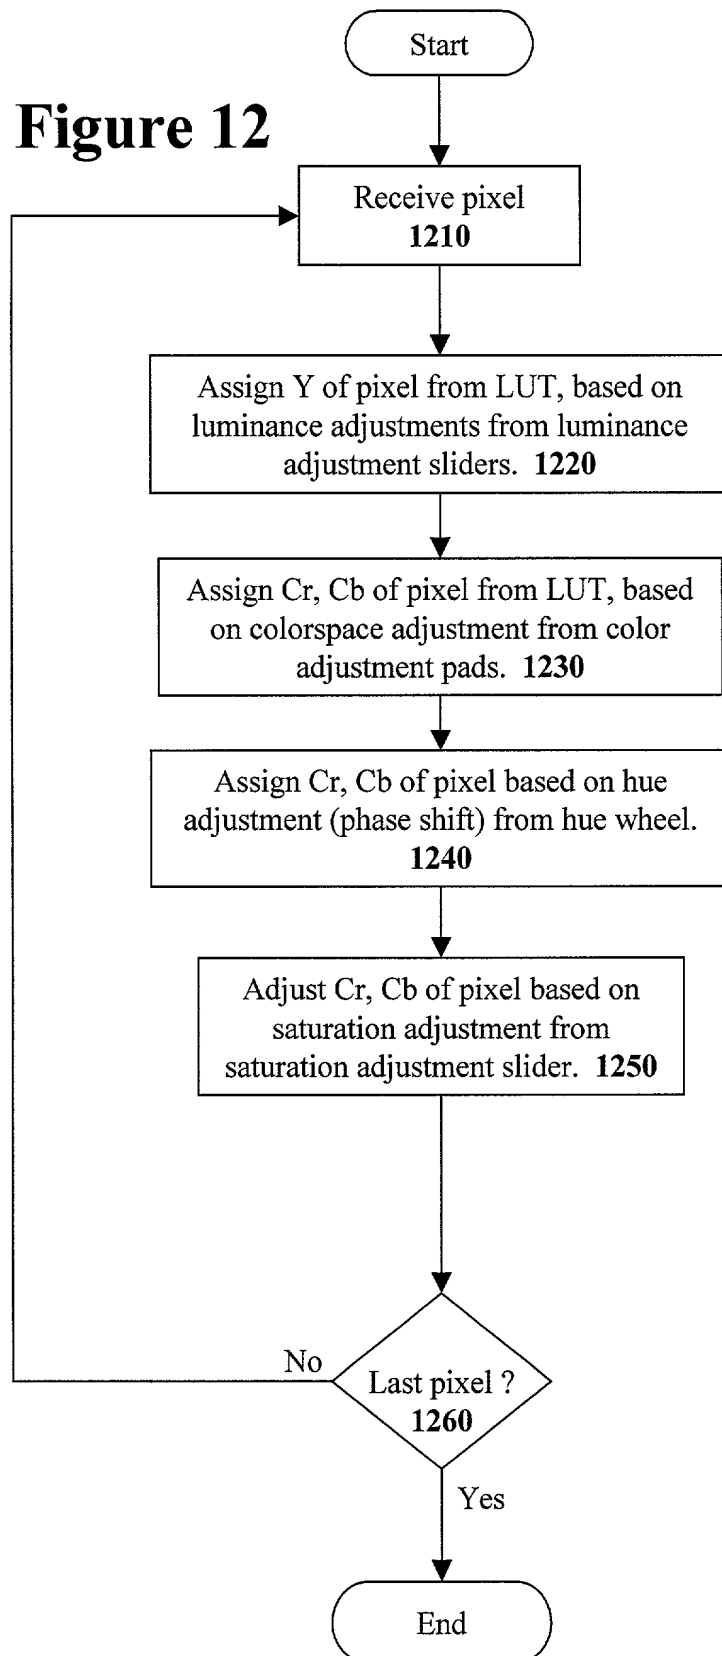 Start
Figure 12
Receive pixel
1210
Assign Y of pixel from LUT, based on
luminance adjustments from luminance
adjustment sliders. 1220
Assign Cr, Cb of pixel from LUT, based
on colorspace adjustment from color
adjustment pads. 1230
Assign Cr, Cb of pixel based on hue
adjustment (phase shift) from hue wheel.
1240
Adjust Cr, Cb of pixel based on
saturation adjustment from
saturation adjustment slider. 1250
No
Last pixel ?
1260
Yes
End